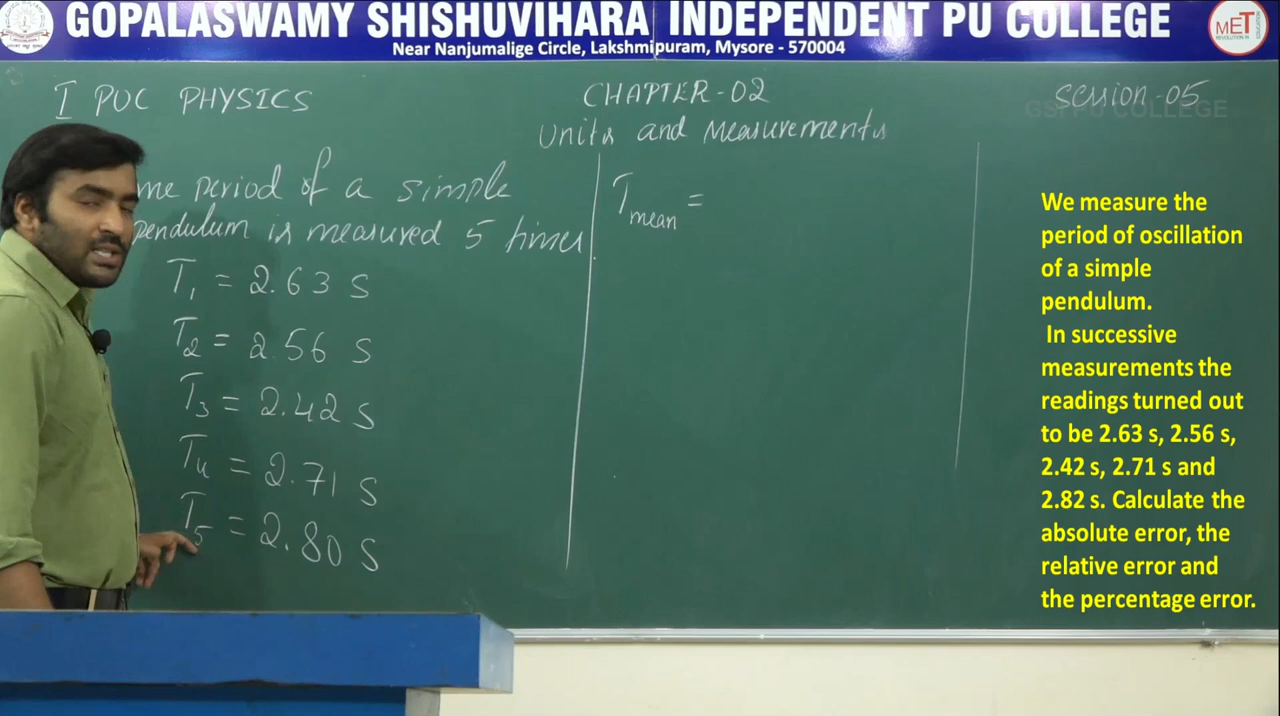 GOPALASWAMY SHISHUVIHARA INDEPENDENT PU COLLEGE
Near Nanjumalige Circle, Lakshmipuram, Mysore - 570004
MET
I PUC PHYSICS
CHAPTER-02
Session-05
GSIPU COLLEGE
Units and Measurements
me period of a simple
pendulum is measured 5 times
T1 = 2.63 s
T2 = 2.56 s
T3 = 2.42 s
T4 = 2.71 s
T5 = 2.80 s
Tmean =
We measure the
period of oscillation
of a simple
pendulum.
In successive
measurements the
readings turned out
to be 2.63 s, 2.56 s,
2.42 s, 2.71 s and
2.82 s. Calculate the
absolute error, the
relative error and
the percentage error.